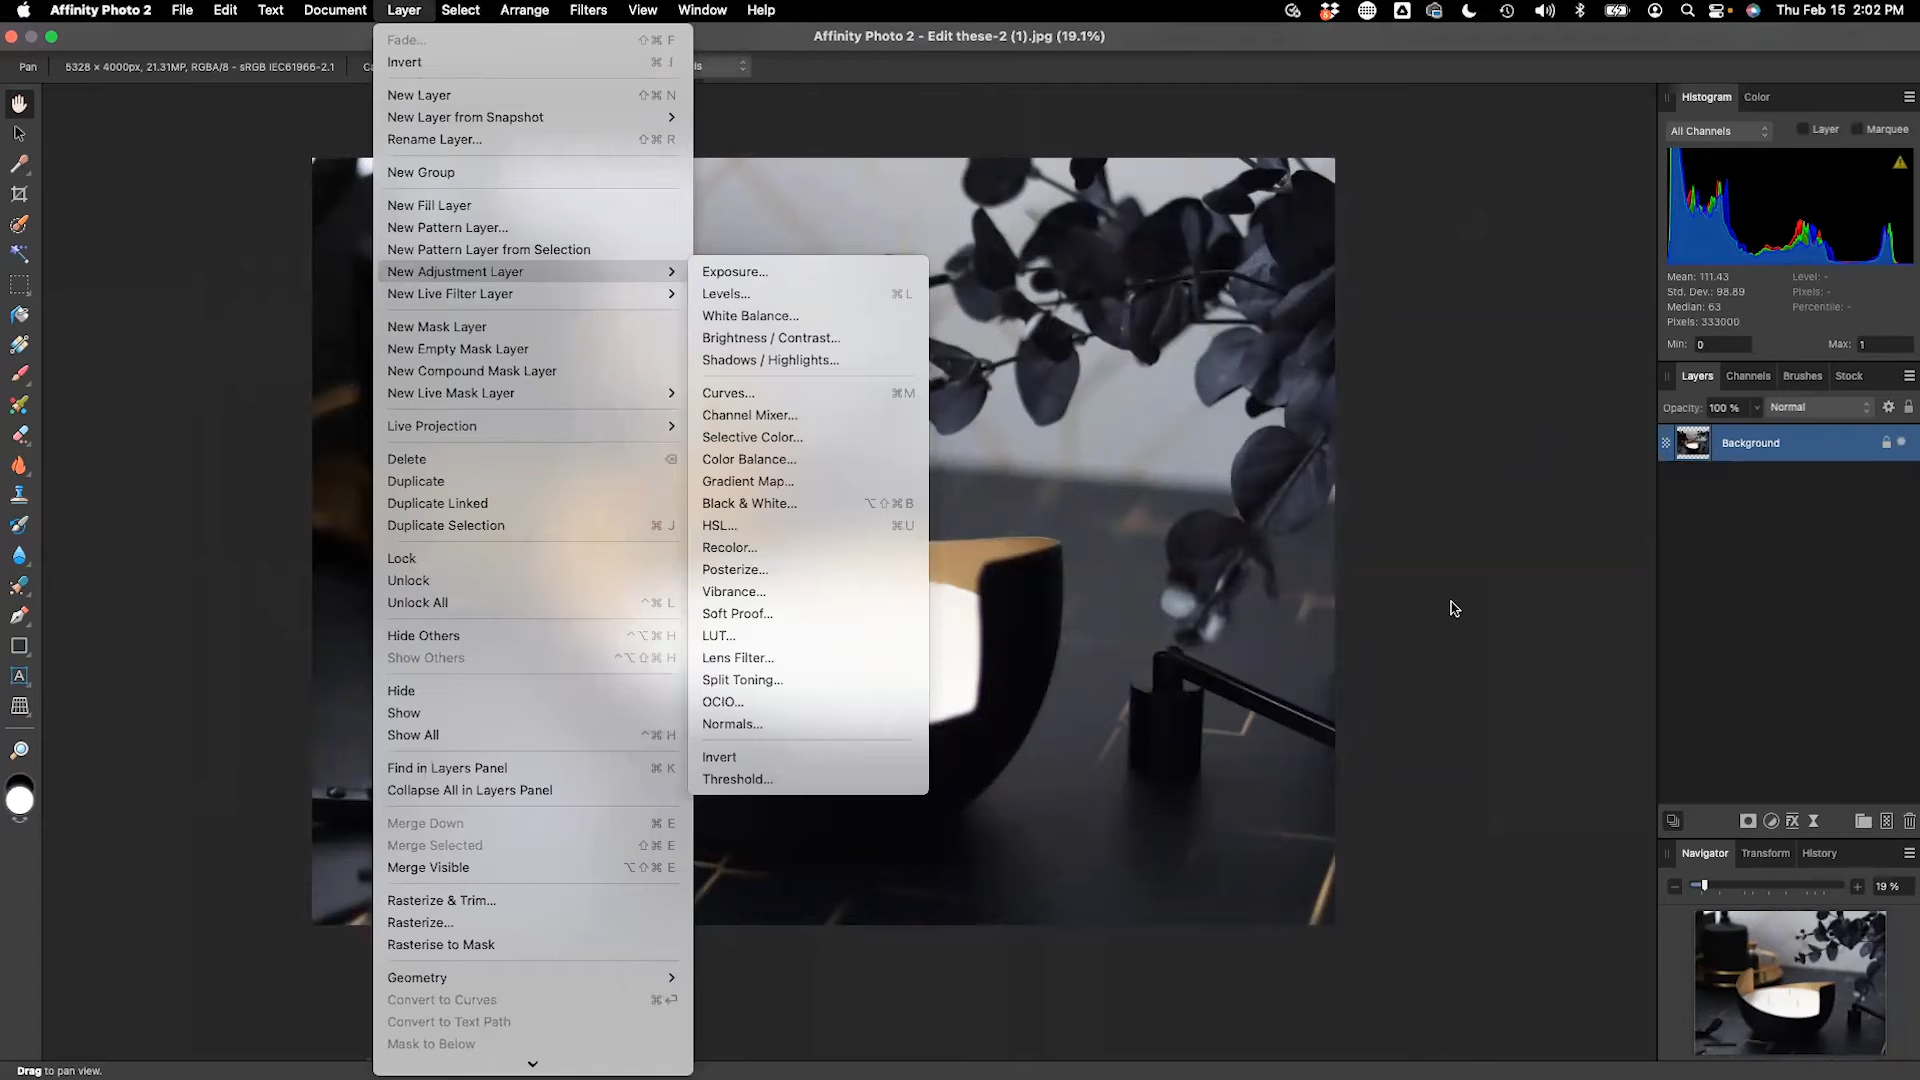 Affinity Photo 2 File Edit Text Document Layer Select Arrange Filters View Window Help Thu Feb 15 2:02 PM
Affinity Photo 2 - Edit these-2 (1).jpg (19.1%)
Pan 5328 × 4000px, 21.31MP, RGBA/8 - sRGB IEC61966-2.1
Fade... ⇧⌘ F
Invert ⌘ I
New Layer ⇧⌘ N
New Layer from Snapshot
Rename Layer... ⇧⌘ R
New Group
New Fill Layer
New Pattern Layer...
New Pattern Layer from Selection
New Adjustment Layer
New Live Filter Layer
New Mask Layer
New Empty Mask Layer
New Compound Mask Layer
New Live Mask Layer
Live Projection
Delete
Duplicate
Duplicate Linked
Duplicate Selection ⌘ J
Lock
Unlock
Unlock All ^⌘ L
Hide Others ^⌥⌘ H
Show Others ^⌥⇧⌘ H
Hide
Show
Show All ^⌘ H
Find in Layers Panel ⌘ K
Collapse All in Layers Panel
Merge Down ⌘ E
Merge Selected ⇧⌘ E
Merge Visible ⌥⇧⌘ E
Rasterize & Trim...
Rasterize...
Rasterise to Mask
Geometry
Convert to Curves ⌘⏎
Convert to Text Path
Mask to Below
Exposure...
Levels... ⌘L
White Balance...
Brightness / Contrast...
Shadows / Highlights...
Curves... ⌘M
Channel Mixer...
Selective Color...
Color Balance...
Gradient Map...
Black & White... ⌥⇧⌘B
HSL... ⌘U
Recolor...
Posterize...
Vibrance...
Soft Proof...
LUT...
Lens Filter...
Split Toning...
OCIO...
Normals...
Invert
Threshold...
Histogram Color
All Channels Layer Marquee
Mean: 111.43 Level: -
Std. Dev.: 98.89 Pixels: -
Median: 63 Percentile: -
Pixels: 333000
Min: 0 Max: 1
Layers Channels Brushes Stock
Opacity: 100 % Normal
Background
Navigator Transform History
19 %
Drag to pan view.